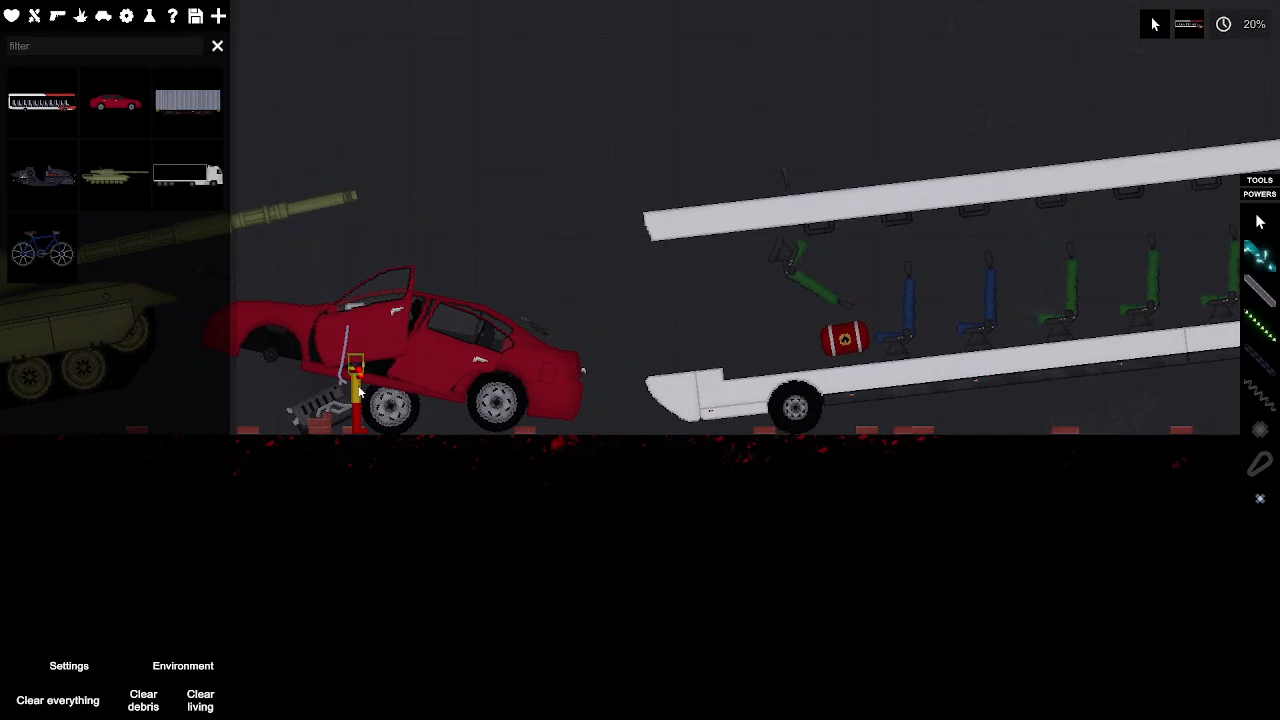 filter
20%
TOOLS
POWERS
Settings
Environment
Clear everything
Clear
debris
Clear
living